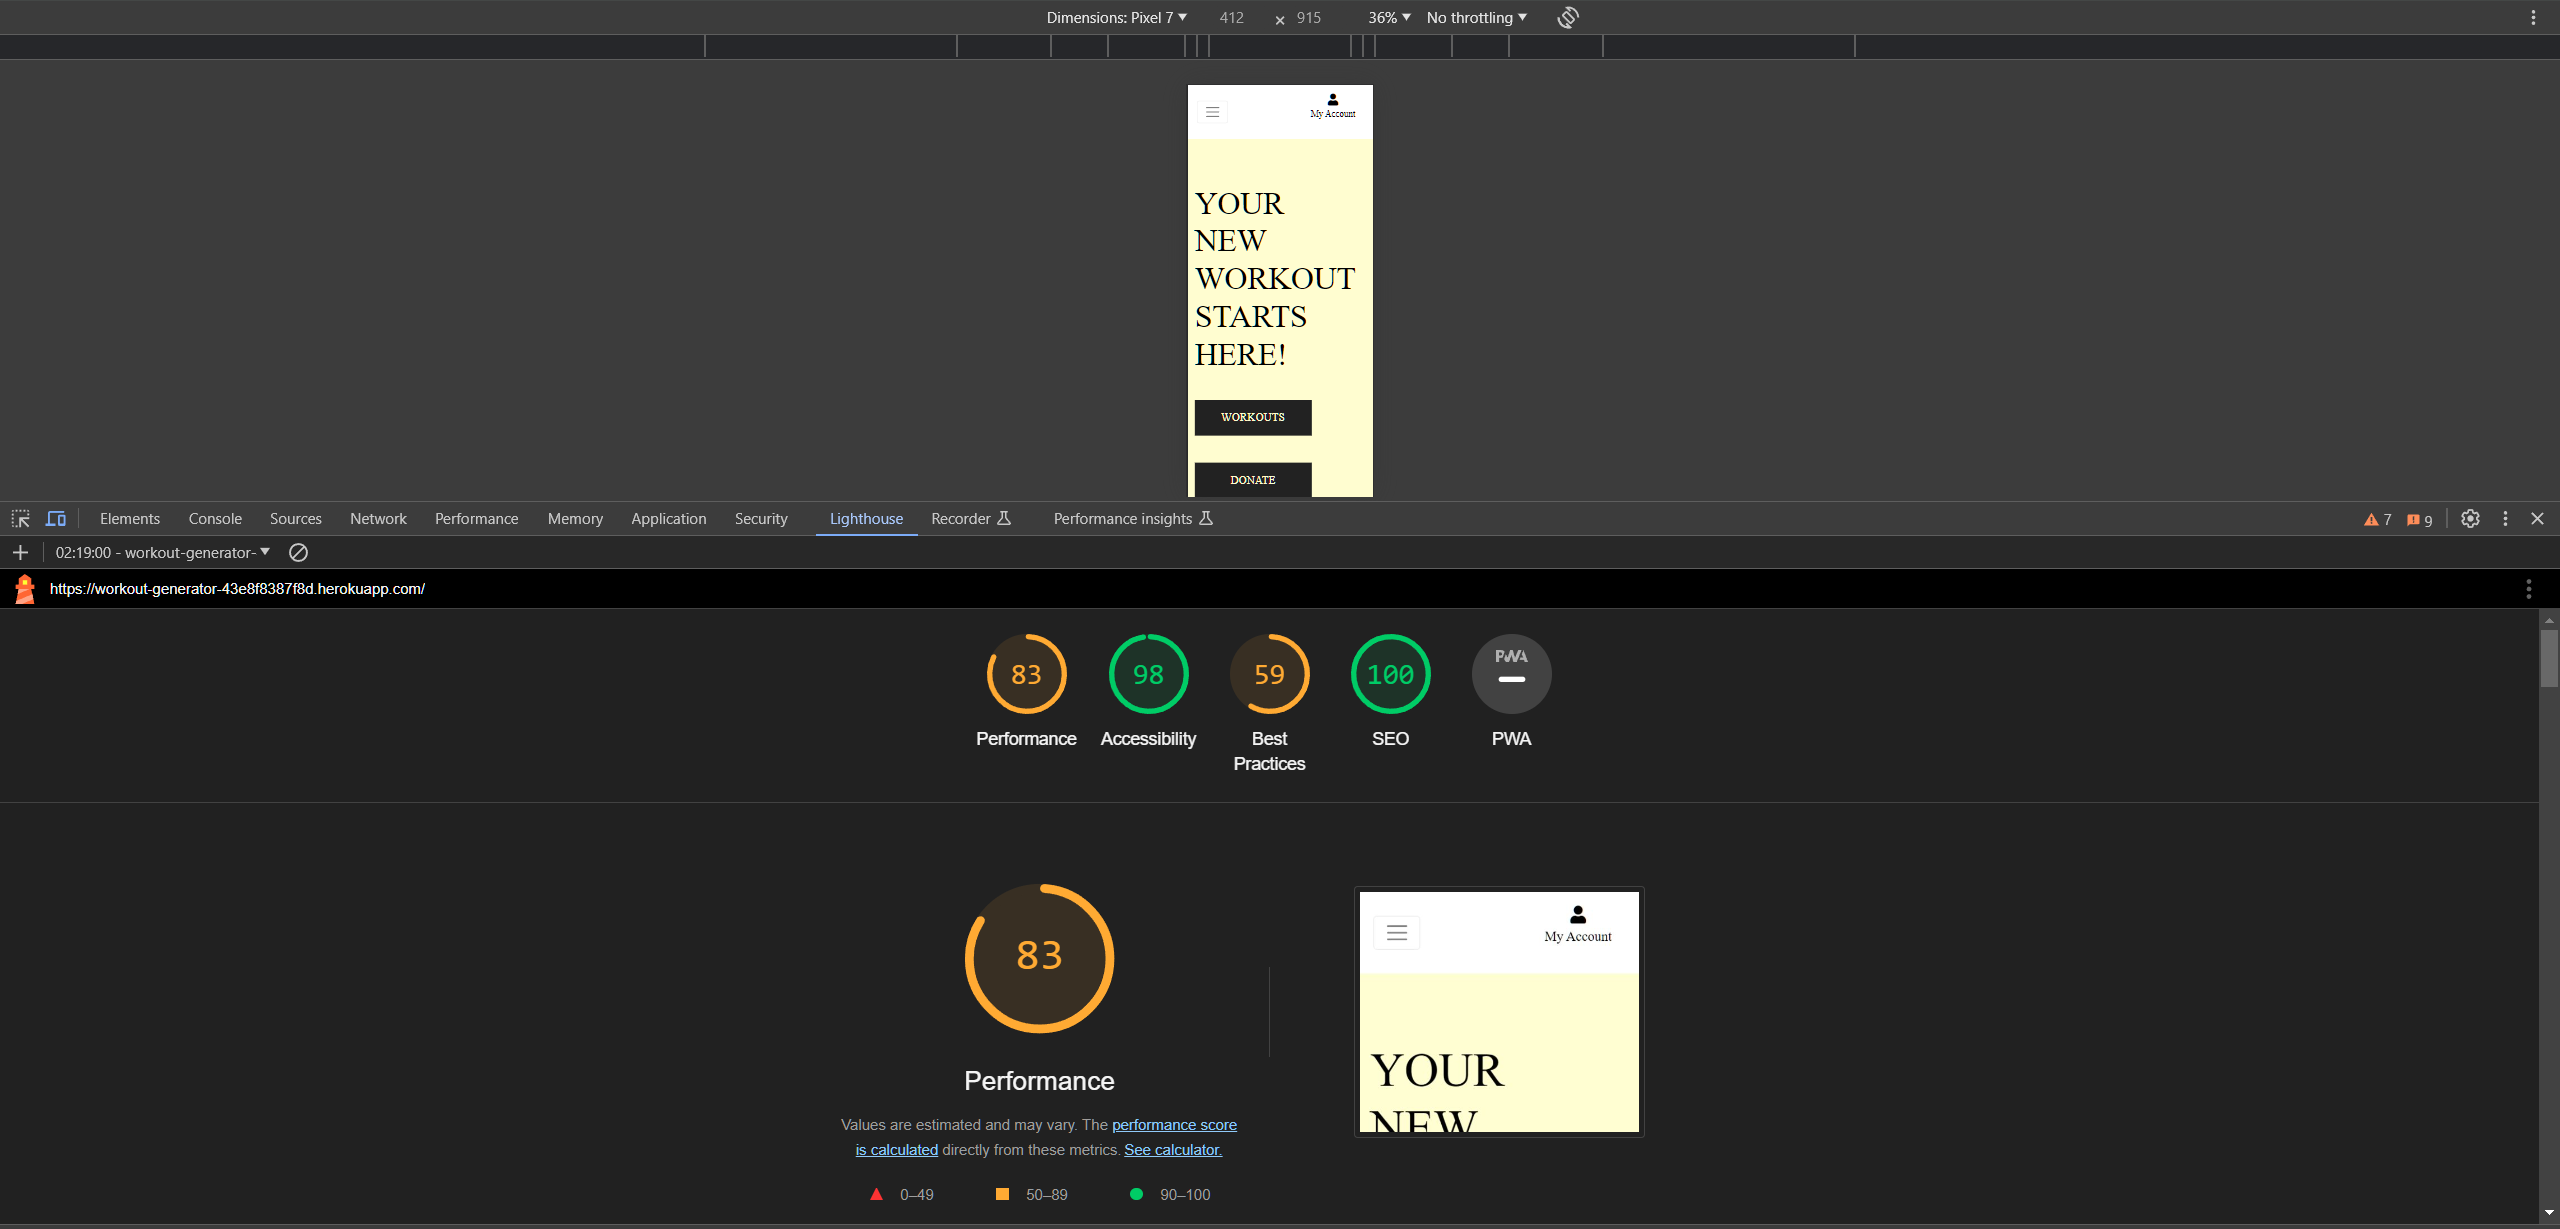 Dimensions: Pixel 7 412 × 915 36% No throttling
My Account
YOUR
NEW
WORKOUT
STARTS
HERE!
WORKOUTS
DONATE
Elements Console Sources Network Performance Memory Application Security Lighthouse Recorder Performance insights 7 9
02:19:00 - workout-generator-
https://workout-generator-43e8f8387f8d.herokuapp.com/
83 98 59 100 PWA
Performance Accessibility Best Practices SEO PWA
83
Performance
Values are estimated and may vary. The performance score
is calculated directly from these metrics. See calculator.
0–49 50–89 90–100
My Account
YOUR
NEW